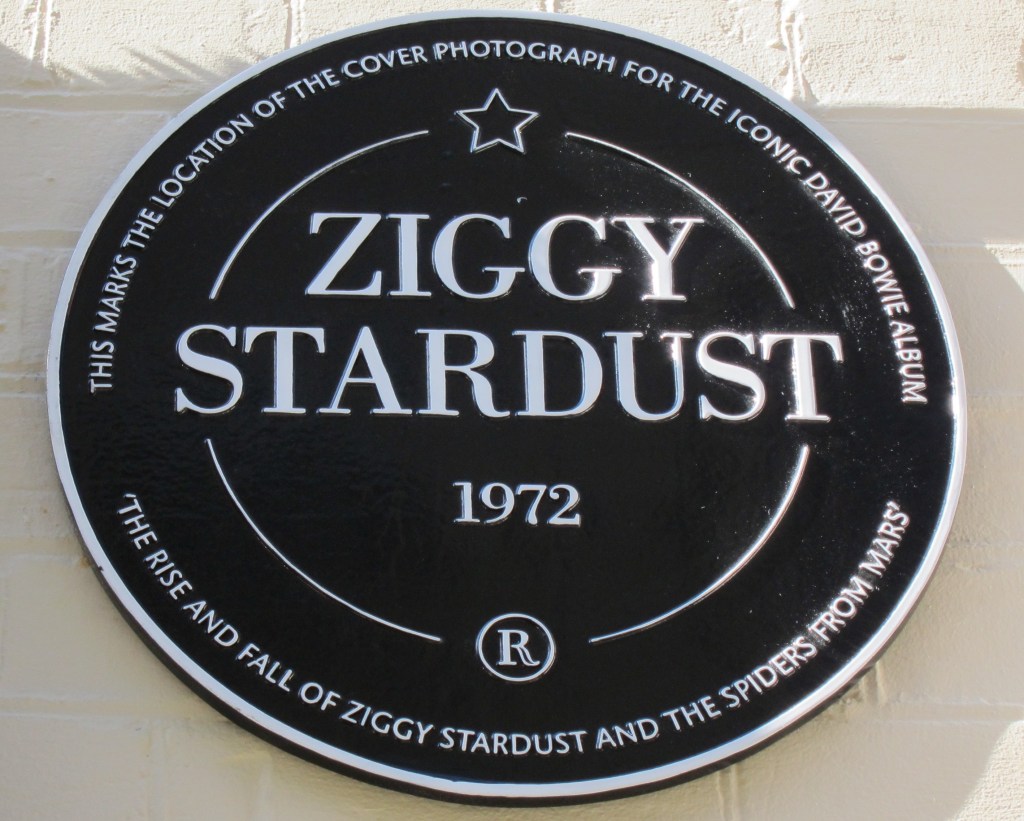 THIS MARKS THE LOCATION OF THE COVER PHOTOGRAPH FOR THE ICONIC DAVID BOWIE ALBUM
ZIGGY
STARDUST
1972
R
'THE RISE AND FALL OF ZIGGY STARDUST AND THE SPIDERS FROM MARS'